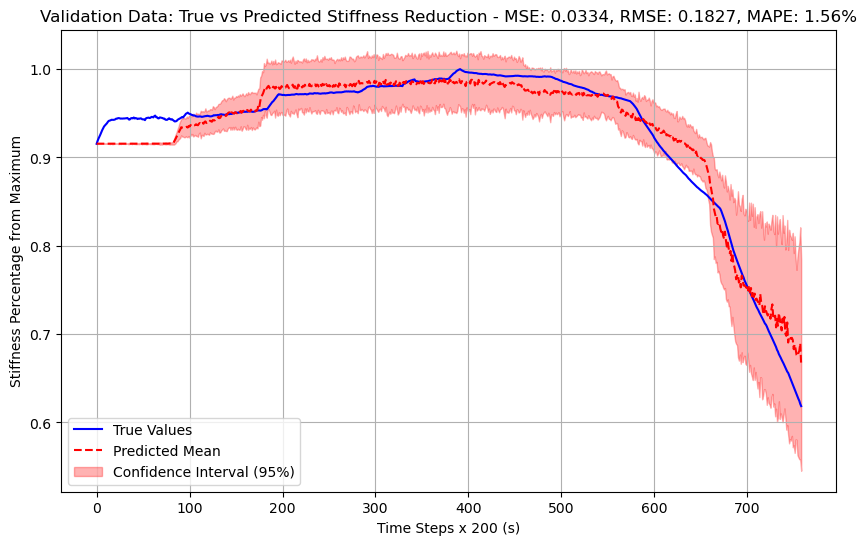 Validation Data: True vs Predicted Stiffness Reduction - MSE: 0.0334, RMSE: 0.1827, MAPE: 1.56%
Stiffness Percentage from Maximum
1.0
0.9
0.8
0.7
0.6
True Values
Predicted Mean
Confidence Interval (95%)
0 100 200 300 400 500 600 700
Time Steps x 200 (s)